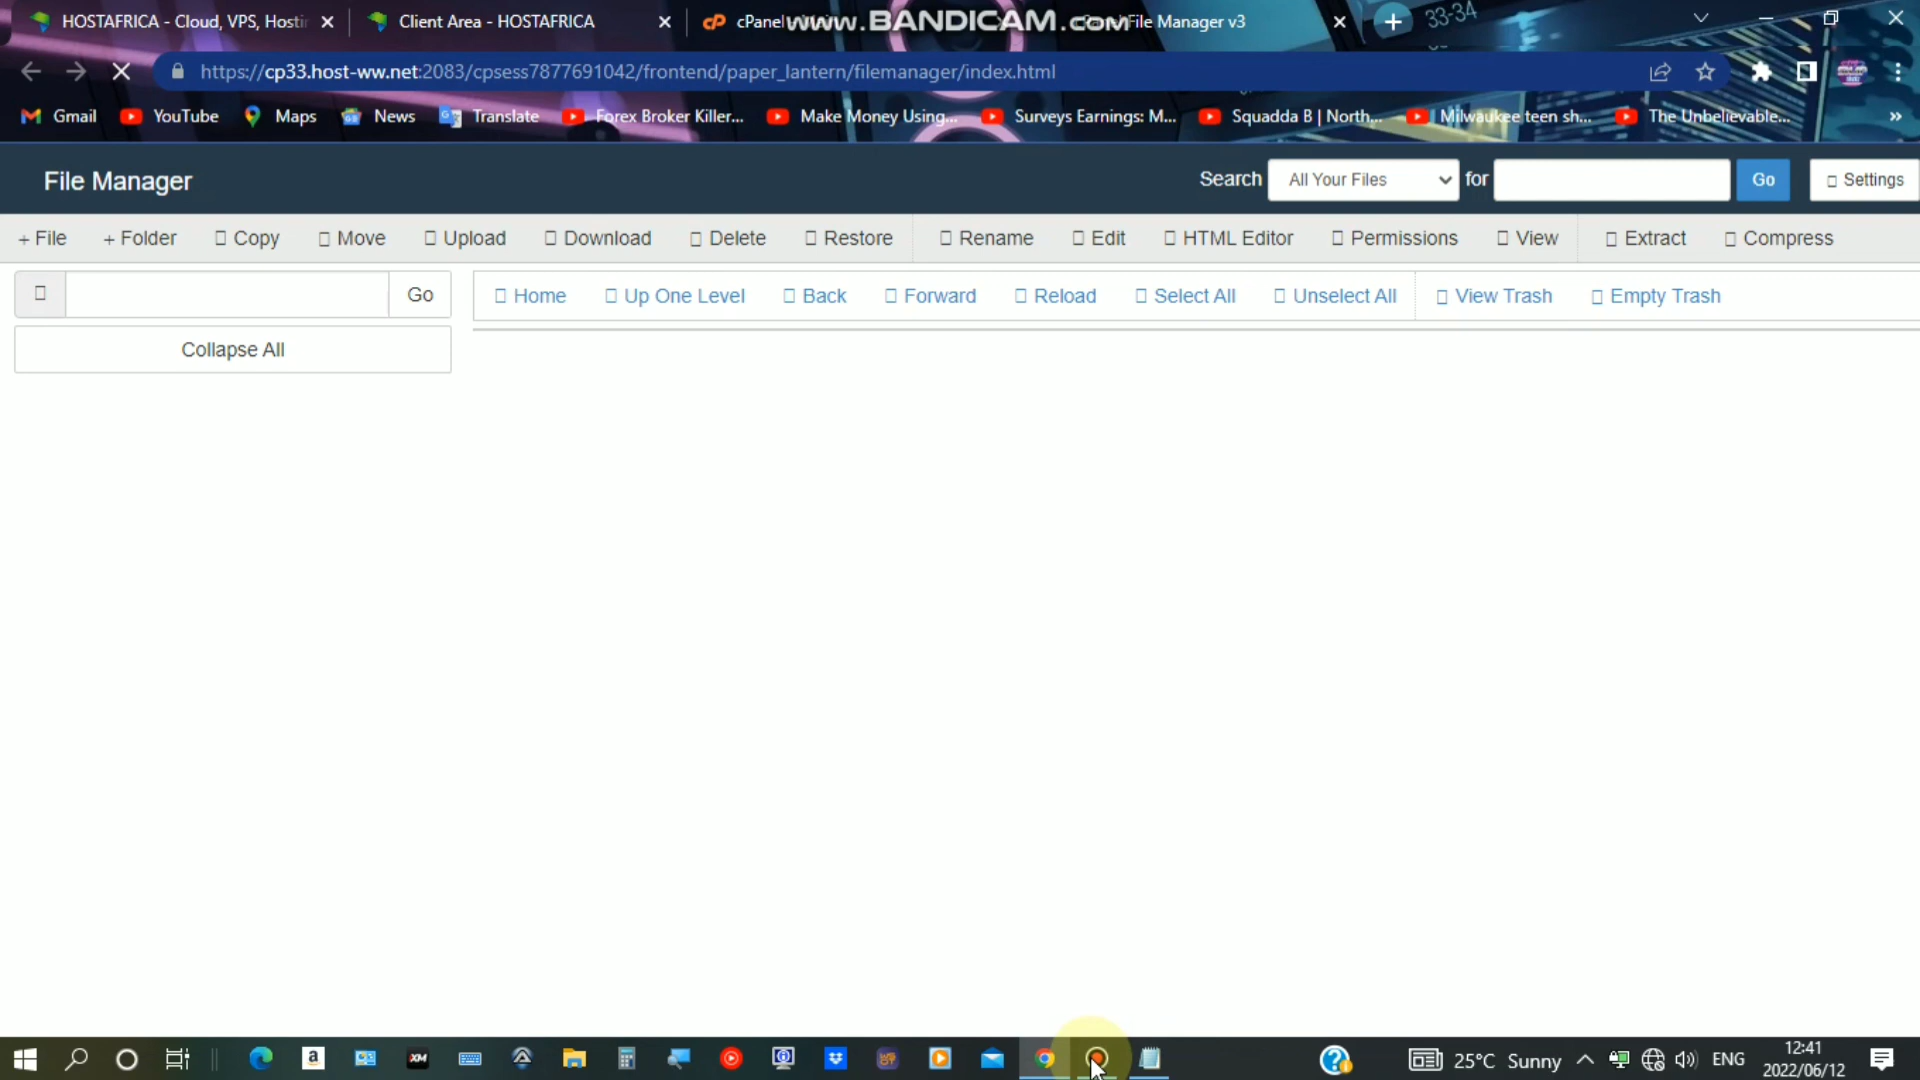 HOSTAFRICA - Cloud, VPS, Hostin
Client Area - HOSTAFRICA
cPanel
File Manager v3
www.BANDICAM.com
33-34
https://cp33.host-ww.net:2083/cpsess7877691042/frontend/paper_lantern/filemanager/index.html
Gmail YouTube Maps News Translate Forex Broker Killer... Make Money Using... Surveys Earnings: M... Squadda B | North... Milwaukee teen sh... The Unbelievable... »
File Manager
Search All Your Files for Go Settings
+ File + Folder Copy Move Upload Download Delete Restore Rename Edit HTML Editor Permissions View Extract Compress
Go Home Up One Level Back Forward Reload Select All Unselect All View Trash Empty Trash
Collapse All
25°C Sunny ENG 12:41
2022/06/12